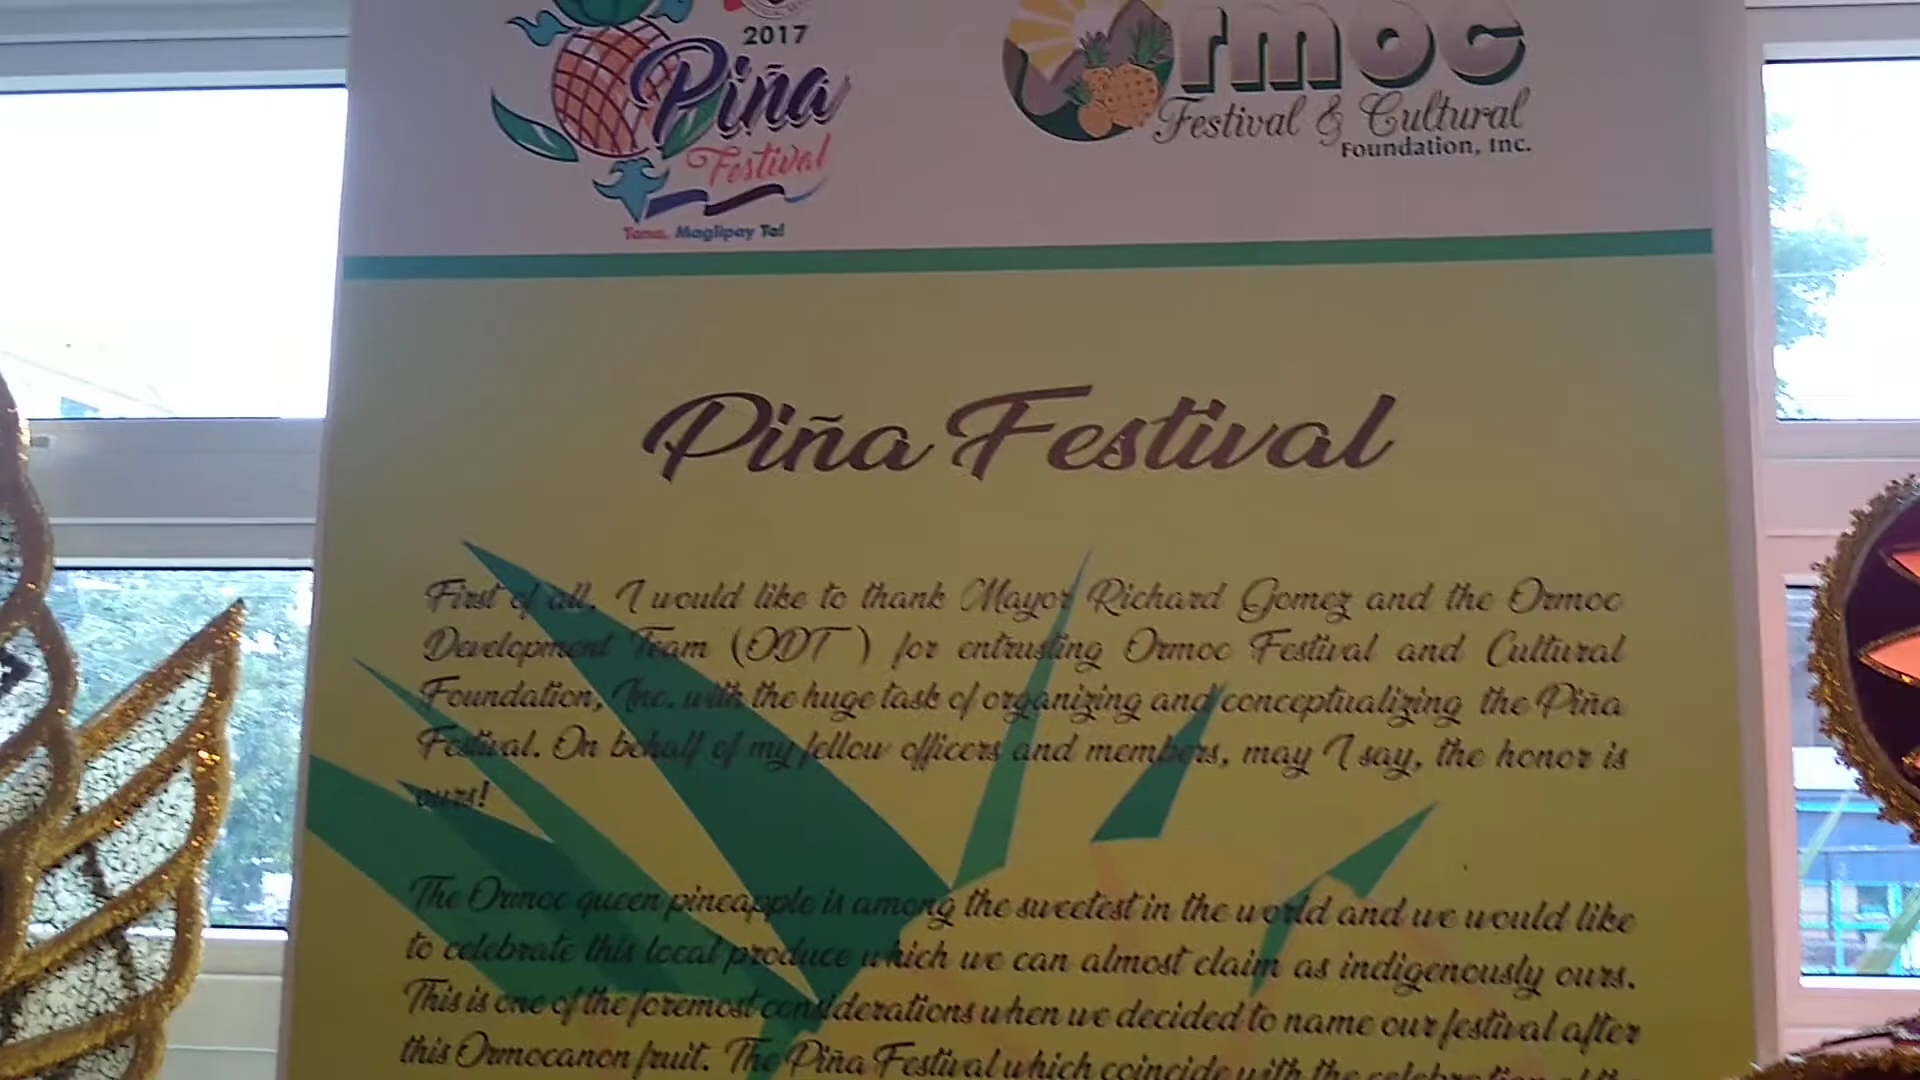 2017
Piña
Festival
Tana, Maglipay Ta!
Ormoc
Festival & Cultural
Foundation, Inc.
Piña Festival
First of all, I would like to thank Mayor Richard Gomez and the Ormoc
Development Team (ODT ) for entrusting Ormoc Festival and Cultural
Foundation, Inc. with the huge task of organizing and conceptualizing the Piña
Festival. On behalf of my fellow officers and members, may I say, the honor is
ours!
The Ormoc queen pineapple is among the sweetest in the world and we would like
to celebrate this local produce which we can almost claim as indigenously ours.
This is one of the foremost considerations when we decided to name our festival after
this Ormocanon fruit. The Piña Festival which coincide with the celebration of